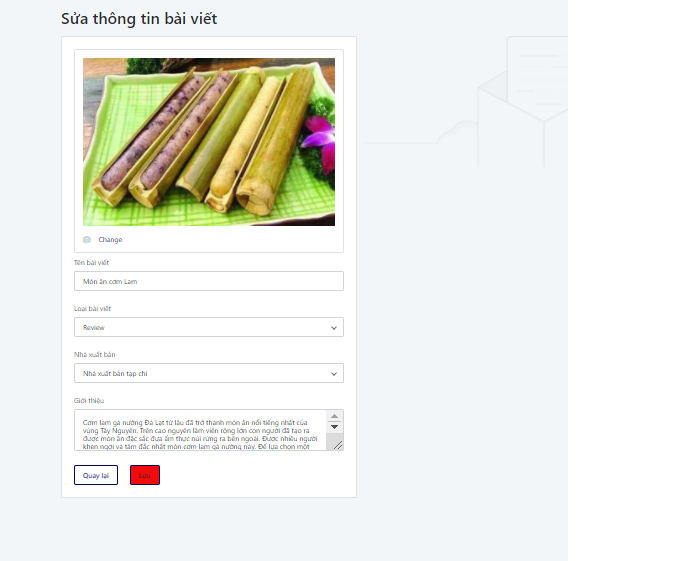 Sửa thông tin bài viết
Change
Tên bài viết
Món ăn cơm Lam
Loại bài viết
Review
Nhà xuất bản
Nhà xuất bản tạp chí
Giới thiệu
Cơm lam gà nướng Đà Lạt từ lâu đã trở thành món ăn nổi tiếng nhất của
vùng Tây Nguyên. Trên cao nguyên lâm viên rộng lớn con người đã tạo ra
được món ăn đặc sắc đưa ẩm thực núi rừng ra bên ngoài. Được nhiều người
khen ngợi và tâm đắc nhất món cơm lam gà nướng này. Để lựa chọn một
Quay lại
Lưu